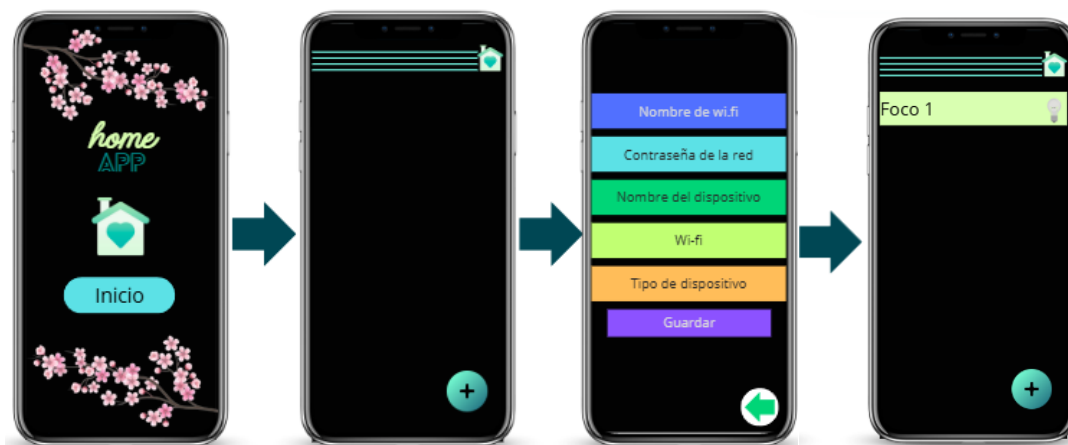 home
APP
Inicio
+
Nombre de wi.fi
Contraseña de la red
Nombre del dispositivo
Wi-fi
Tipo de dispositivo
Guardar
Foco 1
+